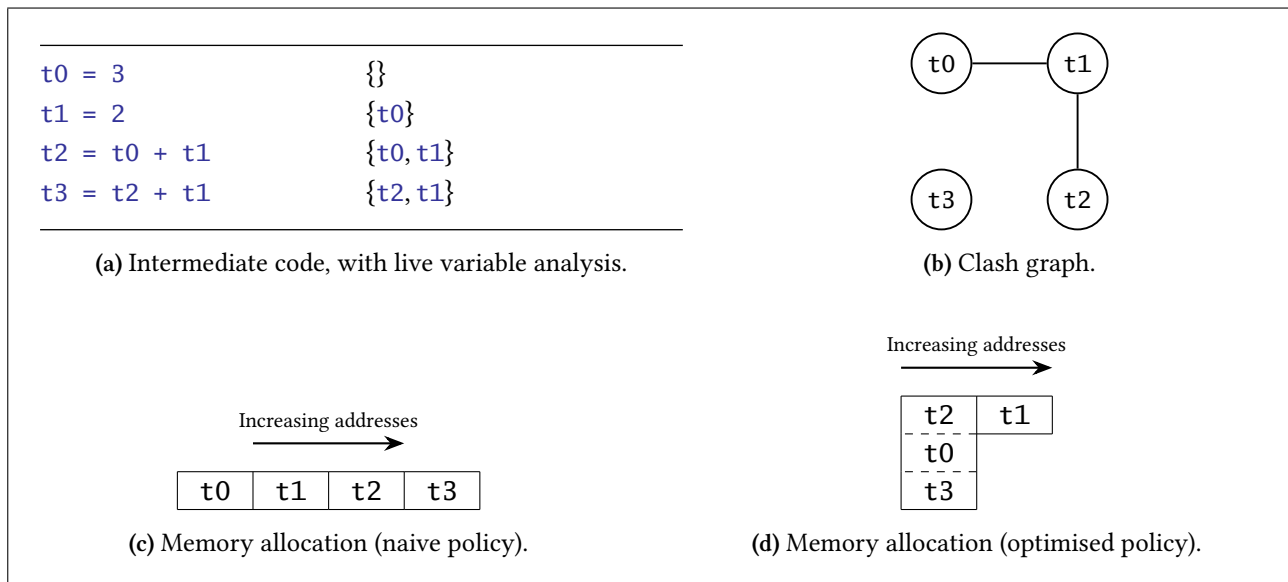 t0 = 3 {}
t1 = 2 {t0}
t2 = t0 + t1 {t0, t1}
t3 = t2 + t1 {t2, t1}
(a) Intermediate code, with live variable analysis.
t0 t1
t3 t2
(b) Clash graph.
Increasing addresses
t0 t1 t2 t3
(c) Memory allocation (naive policy).
Increasing addresses
t2 t1
t0
t3
(d) Memory allocation (optimised policy).